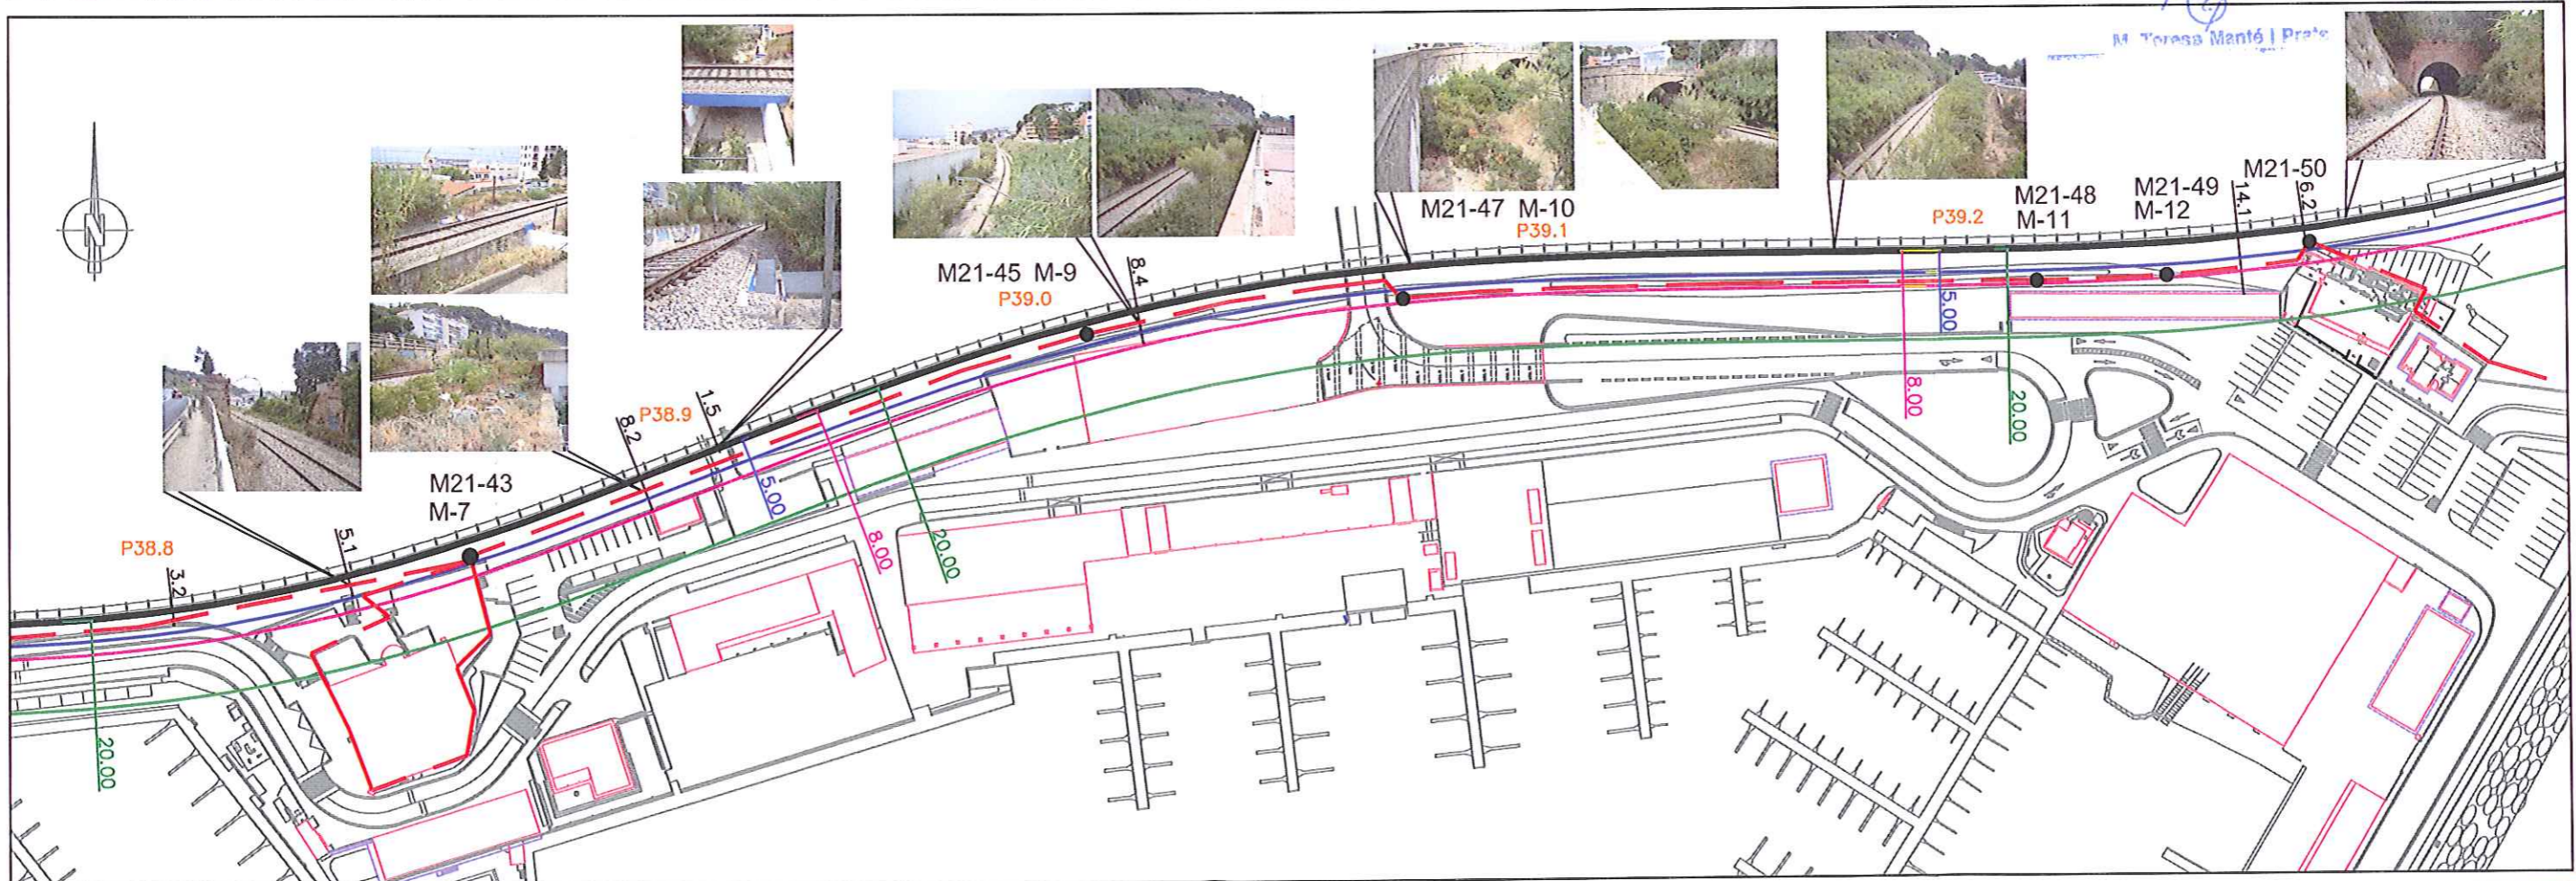 M. Teresa Manté i Prats
M21-50
M21-49
M-12
M21-48
M-11
14.1
6.2
M21-47 M-10
P39.1
P39.2
M21-45 M-9
P39.0
8.4
5.00
8.00
20.00
P38.9
1.5
8.2
M21-43
M-7
5.00
8.00
20.00
P38.8
5.1
3.2
20.00
N